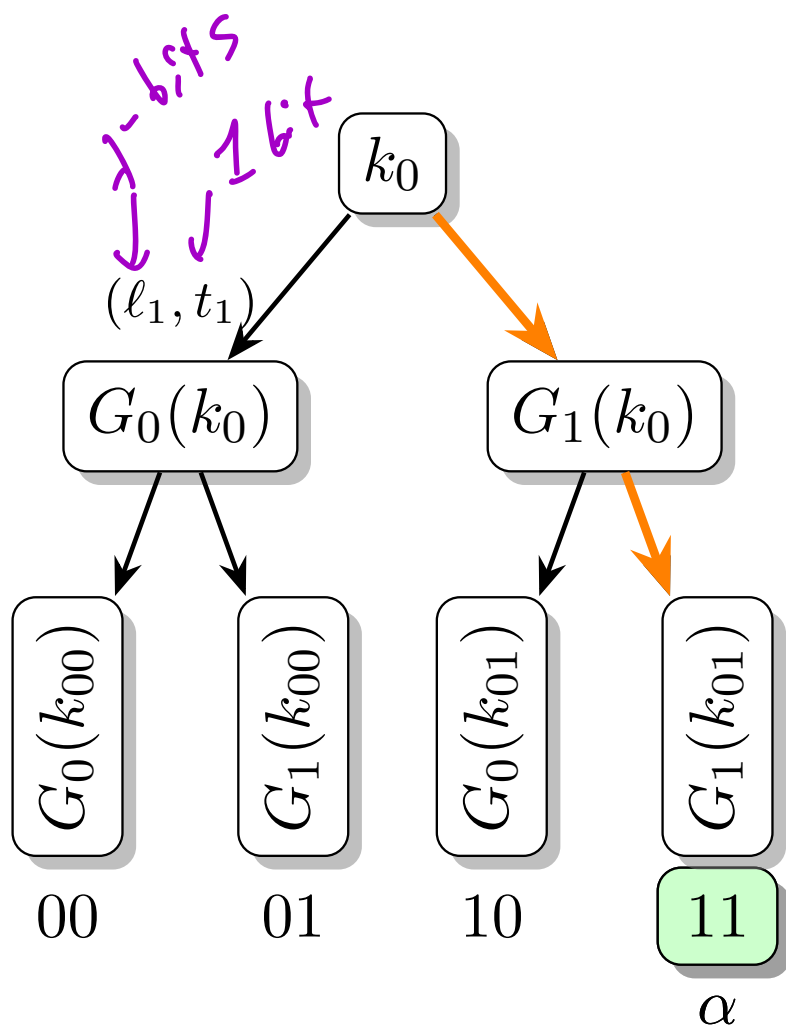 λ-bits
1 bit
k₀
(ℓ₁, t₁)
G₀(k₀) G₁(k₀)
G₀(k₀₀) G₁(k₀₀) G₀(k₀₁) G₁(k₀₁)
00 01 10 11
α